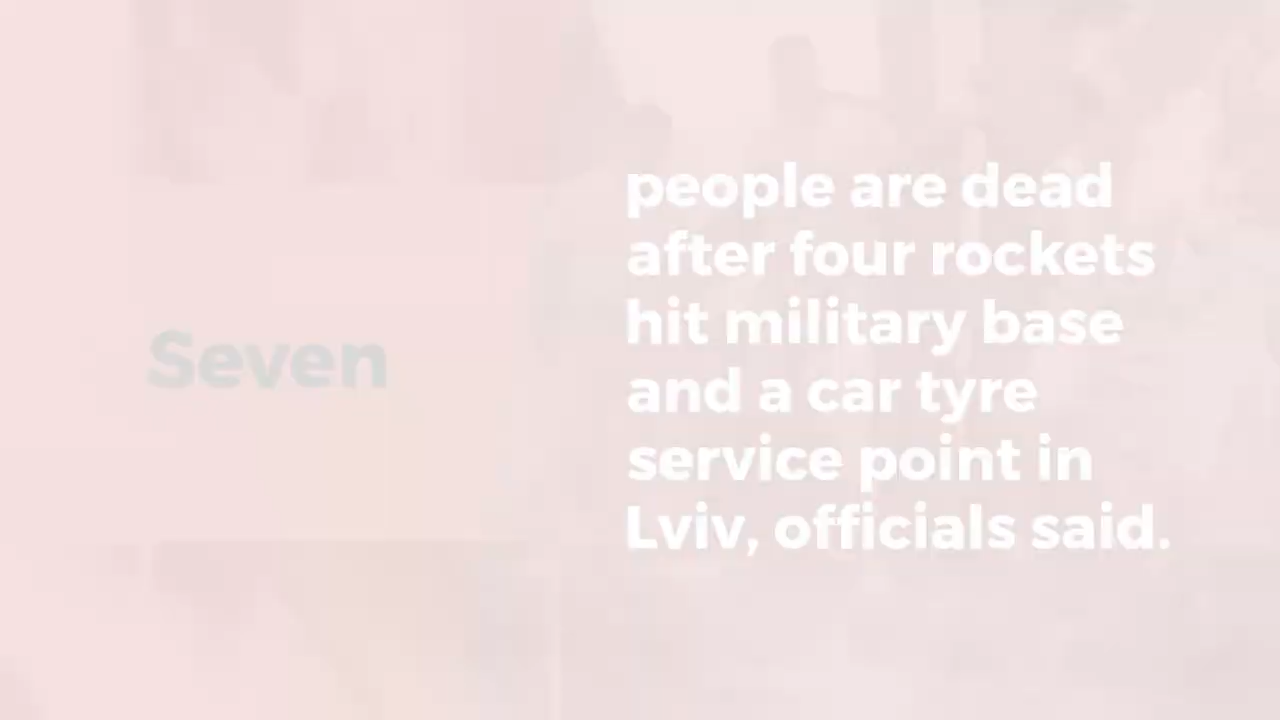 Seven
people are dead
after four rockets
hit military base
and a car tyre
service point in
Lviv, officials said.